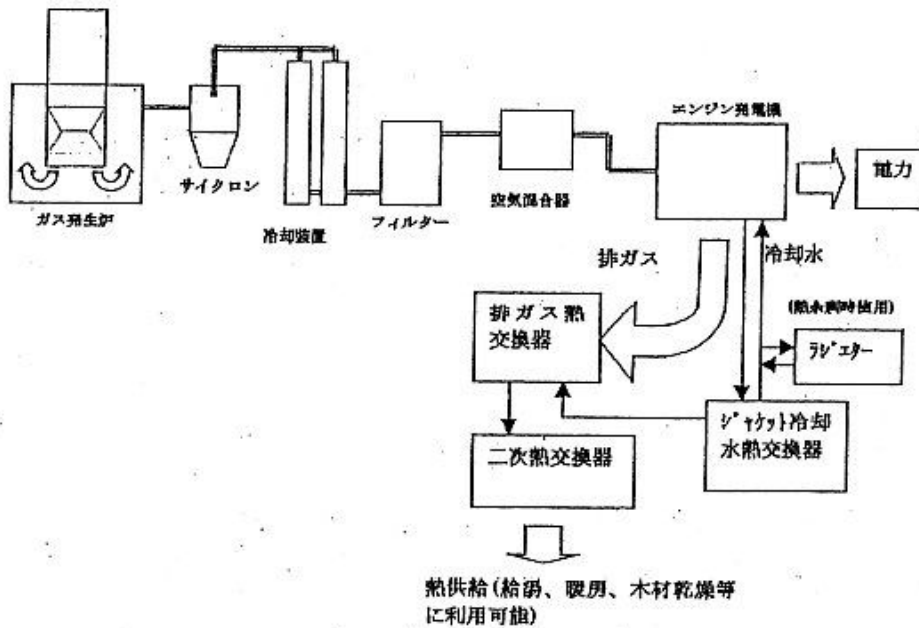 エンジン発電機
電力
サイクロン
空気混合器
ガス発生炉
冷却装置
フィルター
排ガス
冷却水
排ガス熱
交換器
ラジエター
ジャケット冷却
水熱交換器
二次熱交換器
熱供給(給湯、暖房、木材乾燥等
に利用可能)